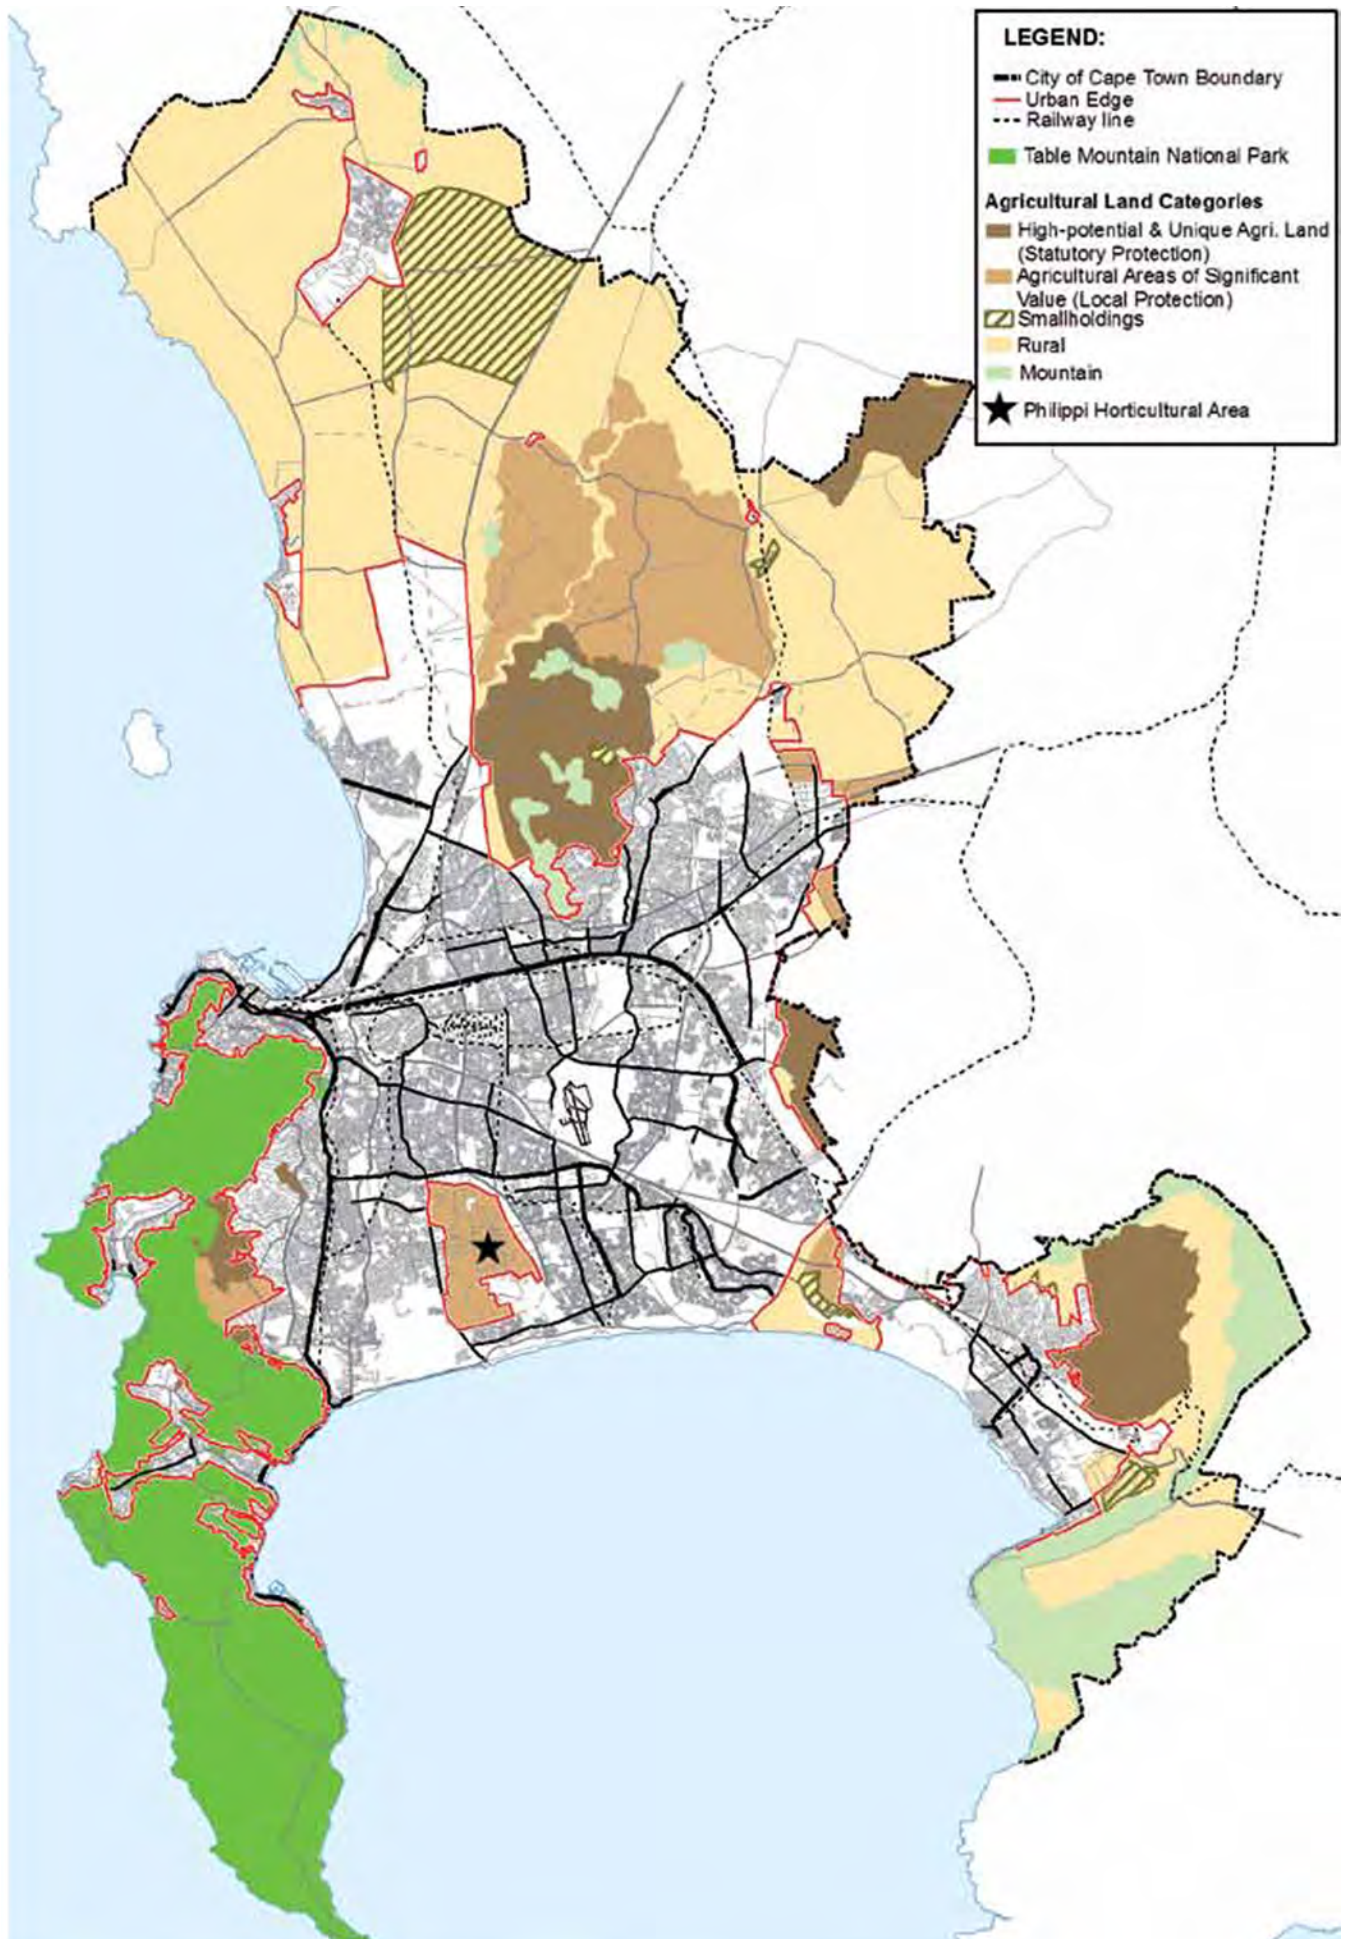 LEGEND:
City of Cape Town Boundary
Urban Edge
Railway line
Table Mountain National Park
Agricultural Land Categories
High-potential & Unique Agri. Land
(Statutory Protection)
Agricultural Areas of Significant
Value (Local Protection)
Smallholdings
Rural
Mountain
Philippi Horticultural Area